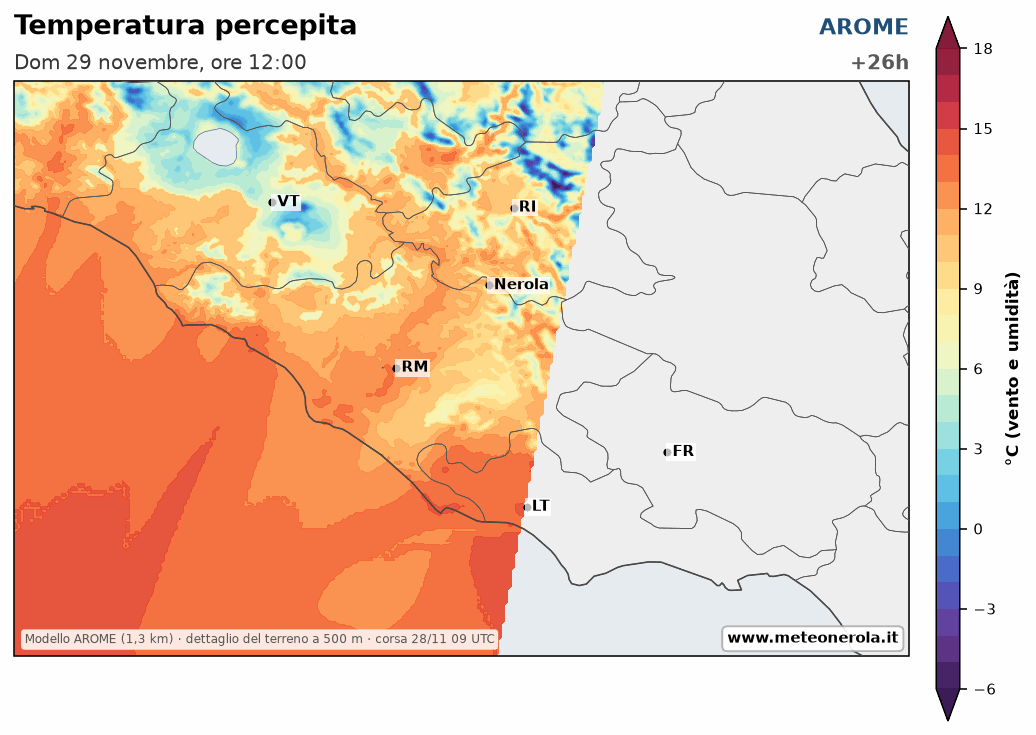 Temperatura percepita
AROME
Dom 29 novembre, ore 12:00
+26h
18
15
12
9
6
3
0
−3
−6
°C (vento e umidità)
VT
RI
Nerola
RM
FR
LT
Modello AROME (1,3 km) · dettaglio del terreno a 500 m · corsa 28/11 09 UTC
www.meteonerola.it